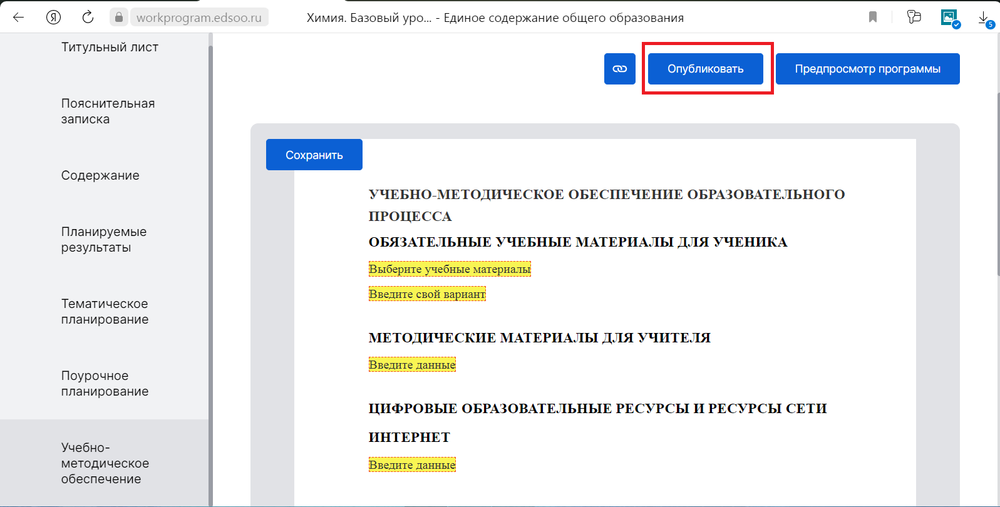 Я
workprogram.edsoo.ru
Химия. Базовый уро... - Единое содержание общего образования
5
Титульный лист
Пояснительная
записка
Содержание
Планируемые
результаты
Тематическое
планирование
Поурочное
планирование
Учебно-
методическое
обеспечение
Опубликовать
Предпросмотр программы
Сохранить
УЧЕБНО-МЕТОДИЧЕСКОЕ ОБЕСПЕЧЕНИЕ ОБРАЗОВАТЕЛЬНОГО
ПРОЦЕССА
ОБЯЗАТЕЛЬНЫЕ УЧЕБНЫЕ МАТЕРИАЛЫ ДЛЯ УЧЕНИКА
Выберите учебные материалы
Введите свой вариант
МЕТОДИЧЕСКИЕ МАТЕРИАЛЫ ДЛЯ УЧИТЕЛЯ
Введите данные
ЦИФРОВЫЕ ОБРАЗОВАТЕЛЬНЫЕ РЕСУРСЫ И РЕСУРСЫ СЕТИ
ИНТЕРНЕТ
Введите данные